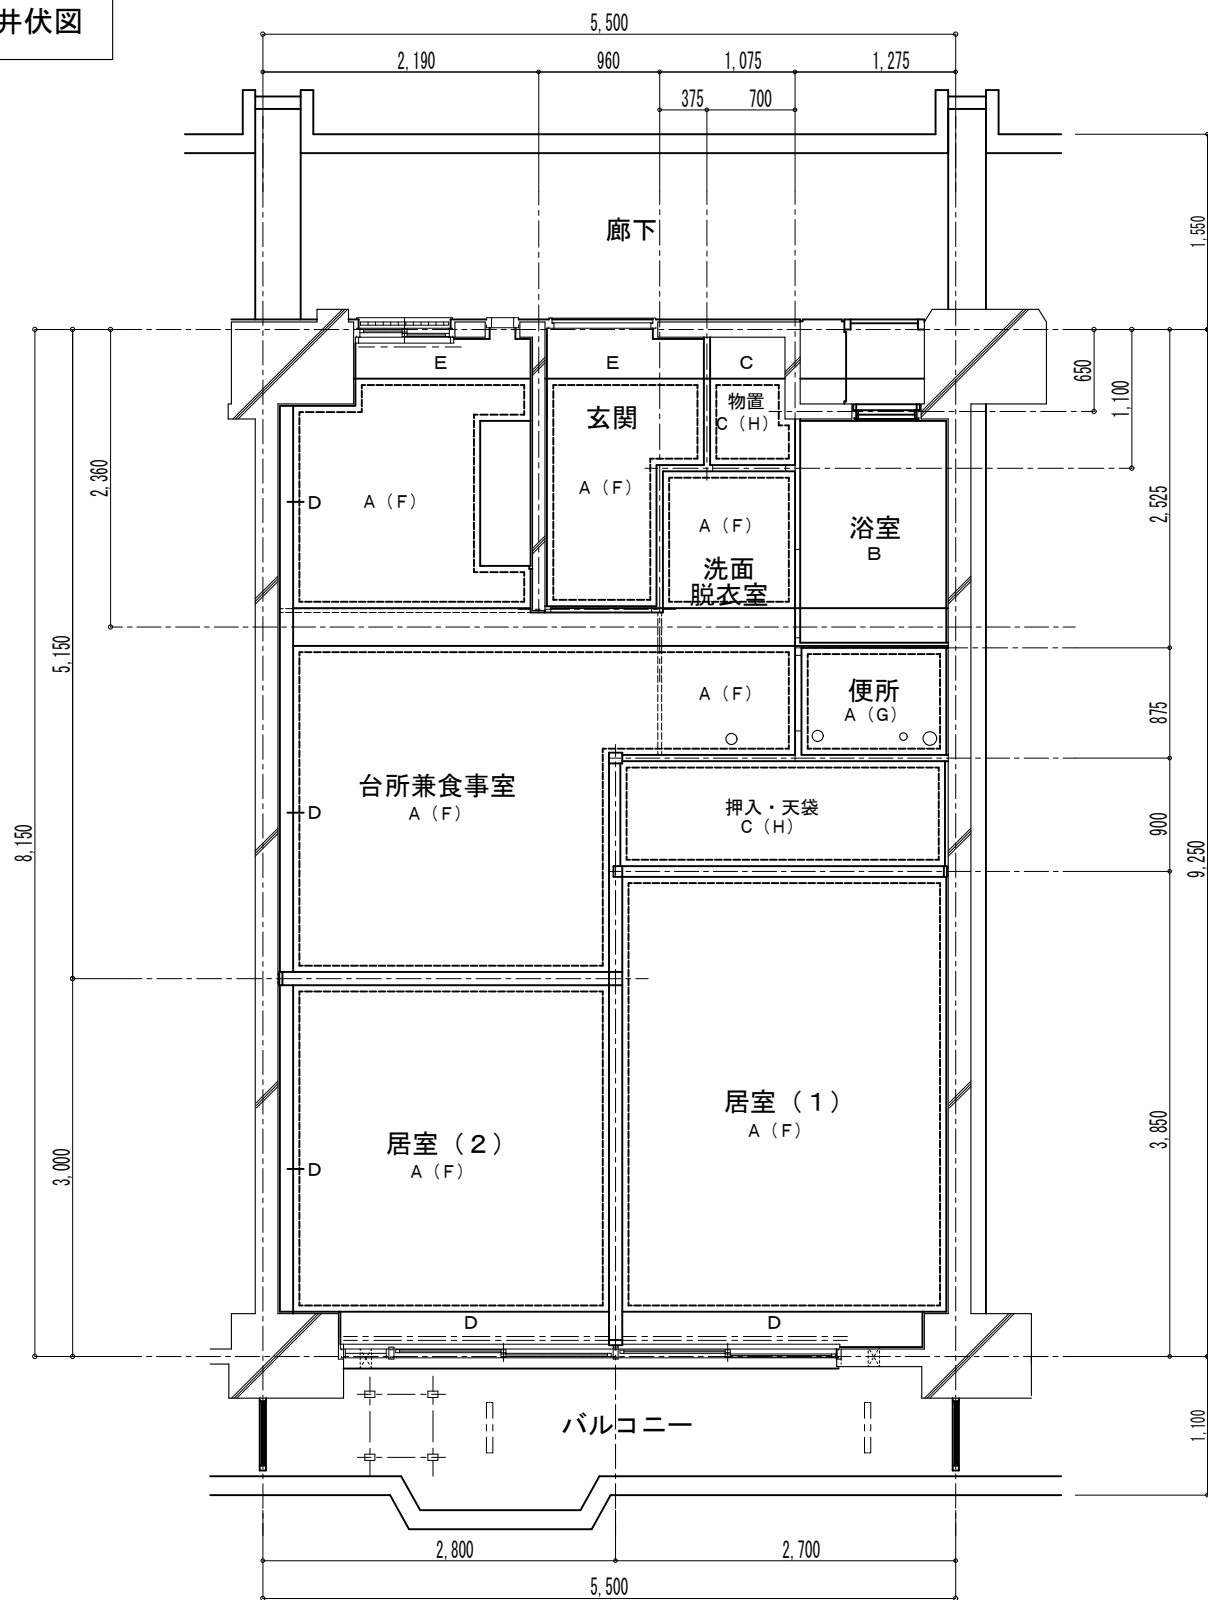 井伏図
5,500
2,190 960 1,075 1,275
375 700
廊下
1,550
E E C
650
1,100
物置
C（H）
玄関
2,360
D A（F） A（F）
2,525
A（F）
浴室
B
洗面
脱衣室
5,150
A（F）
便所
A（G）
875
台所兼食事室
D A（F）
押入・天袋
C（H）
900
8,150
9,250
居室（１）
A（F）
居室（２）
A（F）
D
3,850
3,000
D D
バルコニー
1,100
2,800 2,700
5,500